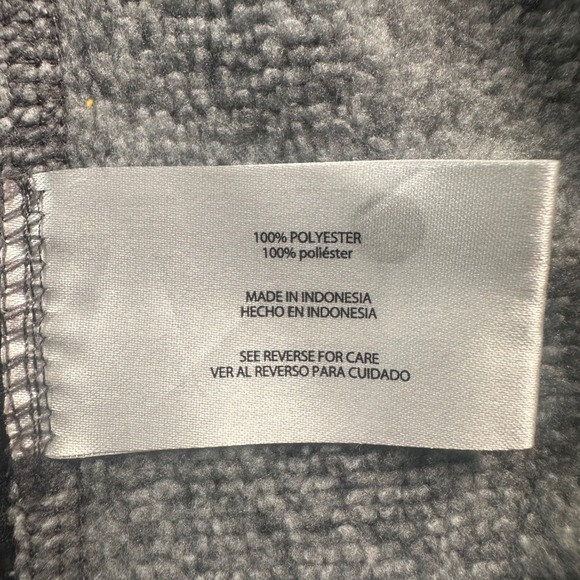 100% POLYESTER
100% poliéster
MADE IN INDONESIA
HECHO EN INDONESIA
SEE REVERSE FOR CARE
VER AL REVERSO PARA CUIDADO